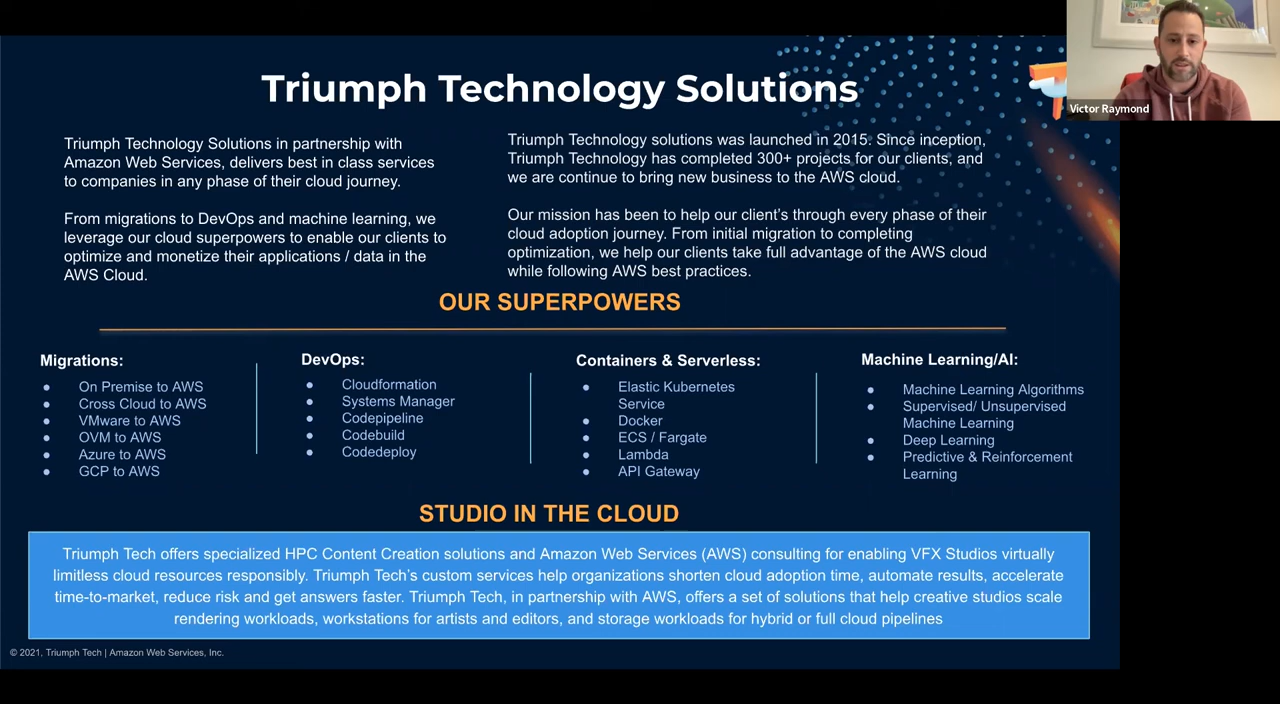 Triumph Technology Solutions
Victor Raymond
Triumph Technology Solutions in partnership with
Amazon Web Services, delivers best in class services
to companies in any phase of their cloud journey.
From migrations to DevOps and machine learning, we
leverage our cloud superpowers to enable our clients to
optimize and monetize their applications / data in the
AWS Cloud.
Triumph Technology solutions was launched in 2015. Since inception,
Triumph Technology has completed 300+ projects for our clients, and
we are continue to bring new business to the AWS cloud.
Our mission has been to help our client's through every phase of their
cloud adoption journey. From initial migration to completing
optimization, we help our clients take full advantage of the AWS cloud
while following AWS best practices.
OUR SUPERPOWERS
Migrations:
● On Premise to AWS
● Cross Cloud to AWS
● VMware to AWS
● OVM to AWS
● Azure to AWS
● GCP to AWS
DevOps:
● Cloudformation
● Systems Manager
● Codepipeline
● Codebuild
● Codedeploy
Containers & Serverless:
● Elastic Kubernetes
Service
● Docker
● ECS / Fargate
● Lambda
● API Gateway
Machine Learning/AI:
● Machine Learning Algorithms
● Supervised/ Unsupervised
Machine Learning
● Deep Learning
● Predictive & Reinforcement
Learning
STUDIO IN THE CLOUD
Triumph Tech offers specialized HPC Content Creation solutions and Amazon Web Services (AWS) consulting for enabling VFX Studios virtually
limitless cloud resources responsibly. Triumph Tech's custom services help organizations shorten cloud adoption time, automate results, accelerate
time-to-market, reduce risk and get answers faster. Triumph Tech, in partnership with AWS, offers a set of solutions that help creative studios scale
rendering workloads, workstations for artists and editors, and storage workloads for hybrid or full cloud pipelines
© 2021, Triumph Tech | Amazon Web Services, Inc.